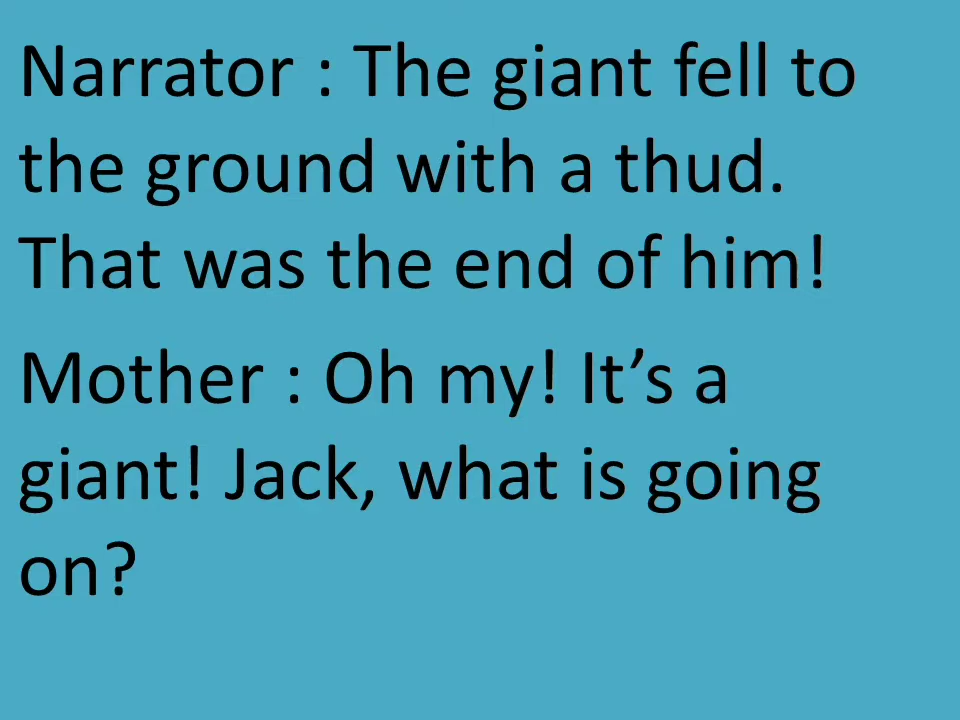 Narrator : The giant fell to
the ground with a thud.
That was the end of him!
Mother : Oh my! It’s a
giant! Jack, what is going
on?